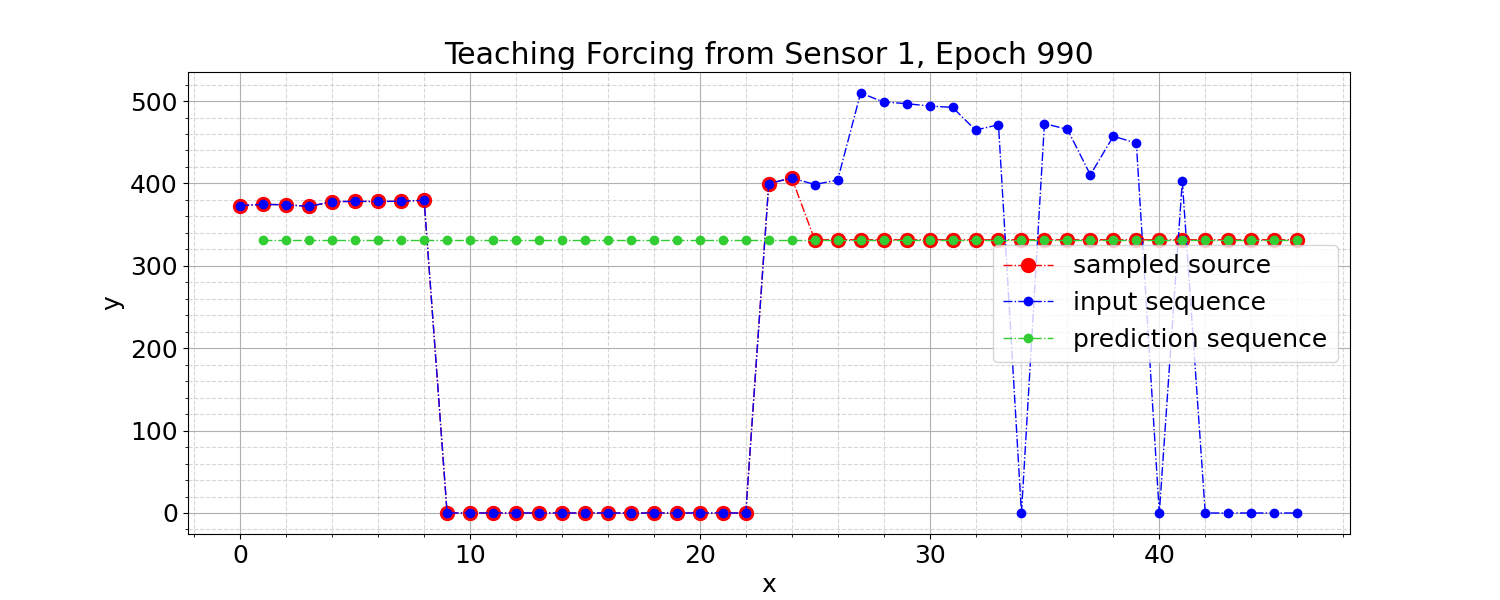 Teaching Forcing from Sensor 1, Epoch 990
500
400
300
200
100
0
y
sampled source
input sequence
prediction sequence
0 10 20 30 40
x